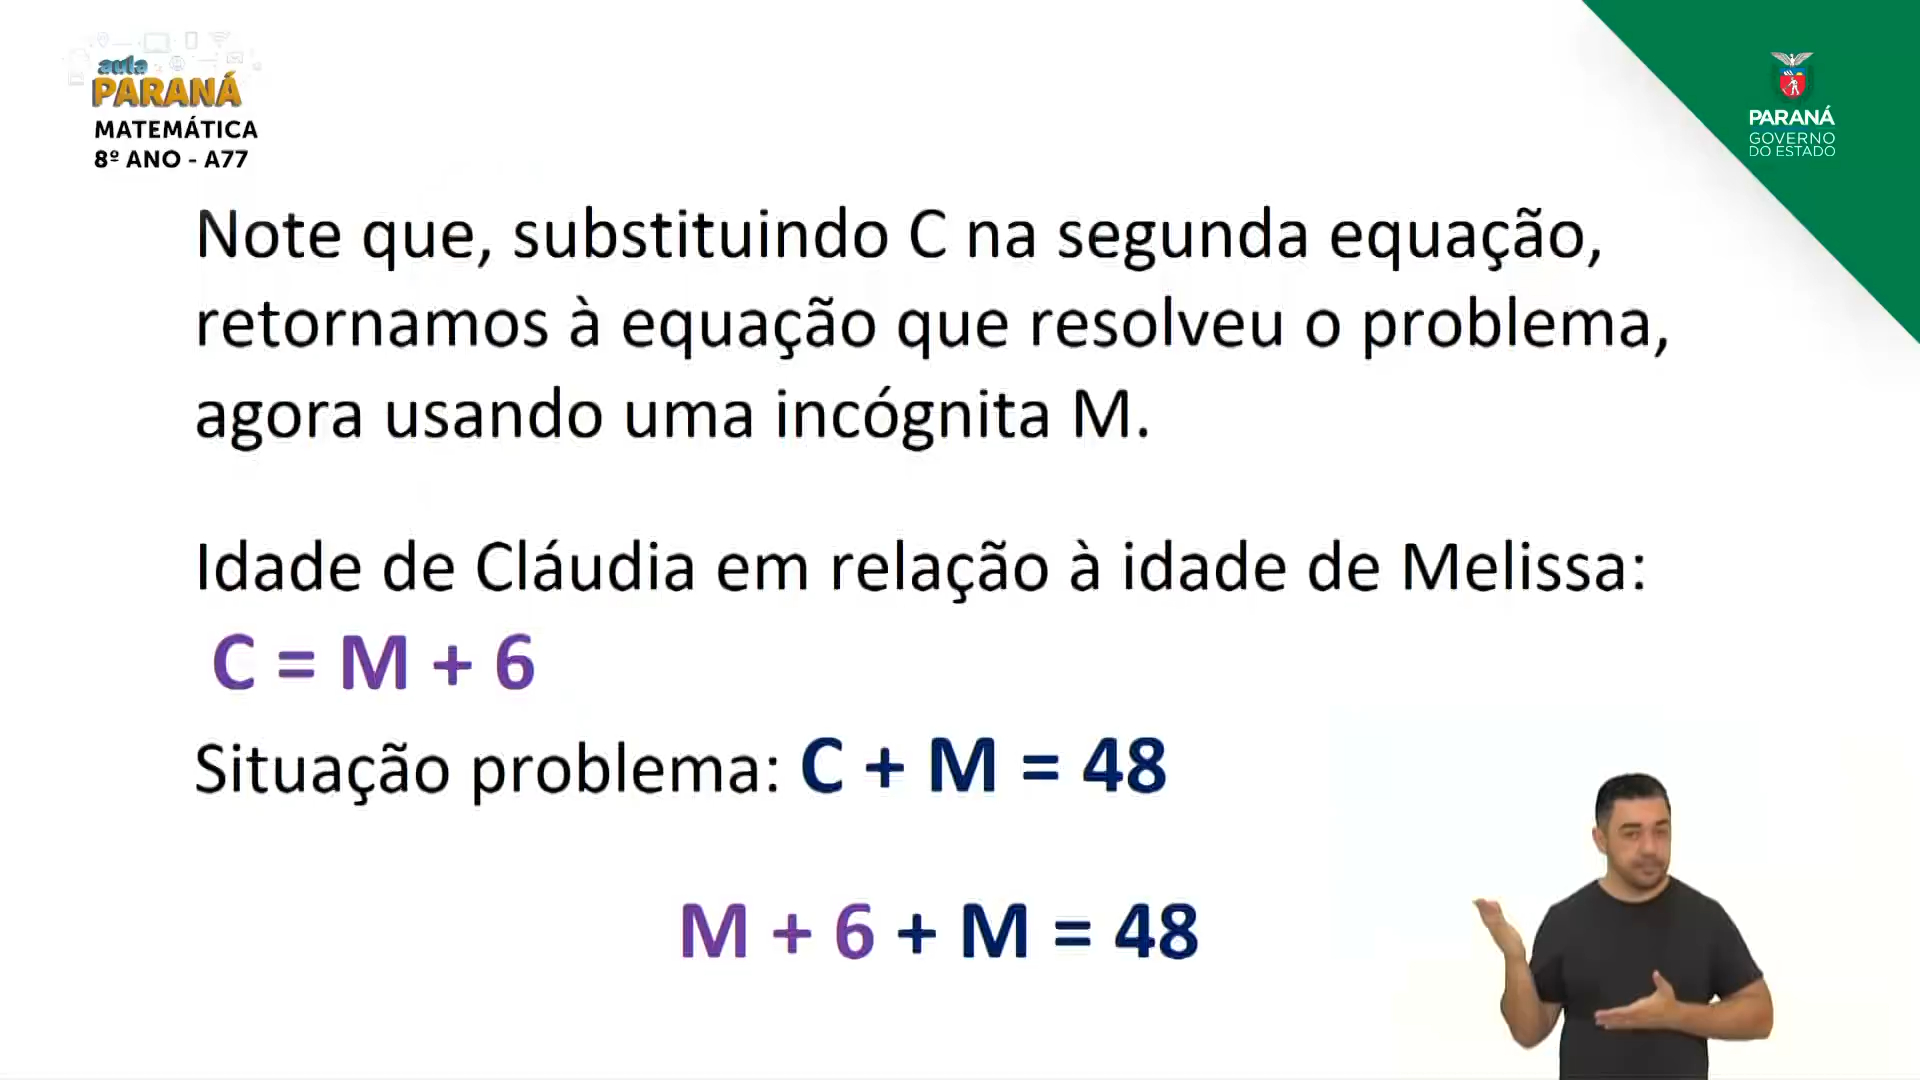 aula
PARANÁ
MATEMÁTICA
8º ANO - A77
PARANÁ
GOVERNO
DO ESTADO
Note que, substituindo C na segunda equação,
retornamos à equação que resolveu o problema,
agora usando uma incógnita M.
Idade de Cláudia em relação à idade de Melissa:
C = M + 6
Situação problema: C + M = 48
M + 6 + M = 48